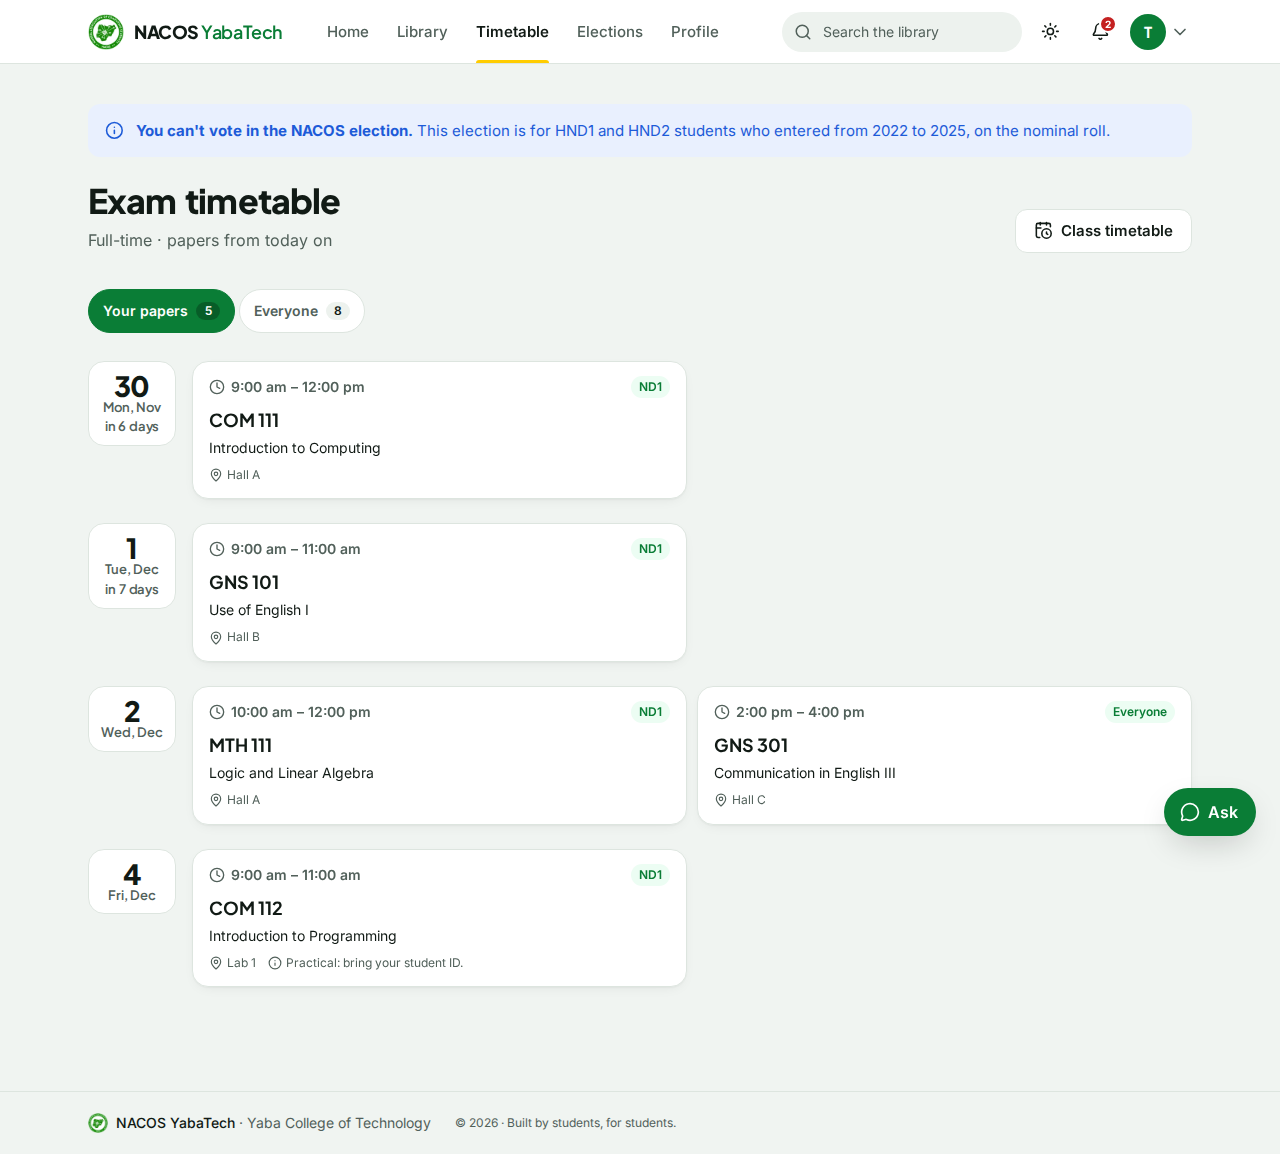 NACOS YabaTech
Home
Library
Timetable
Elections
Profile
Search the library
2
T
You can't vote in the NACOS election. This election is for HND1 and HND2 students who entered from 2022 to 2025, on the nominal roll.
Exam timetable
Full-time · papers from today on
Class timetable
Your papers 5
Everyone 8
30
Mon, Nov
in 6 days
9:00 am – 12:00 pm
ND1
COM 111
Introduction to Computing
Hall A
1
Tue, Dec
in 7 days
9:00 am – 11:00 am
ND1
GNS 101
Use of English I
Hall B
2
Wed, Dec
10:00 am – 12:00 pm
ND1
MTH 111
Logic and Linear Algebra
Hall A
2:00 pm – 4:00 pm
Everyone
GNS 301
Communication in English III
Hall C
Ask
4
Fri, Dec
9:00 am – 11:00 am
ND1
COM 112
Introduction to Programming
Lab 1
Practical: bring your student ID.
NACOS YabaTech · Yaba College of Technology
© 2026 · Built by students, for students.